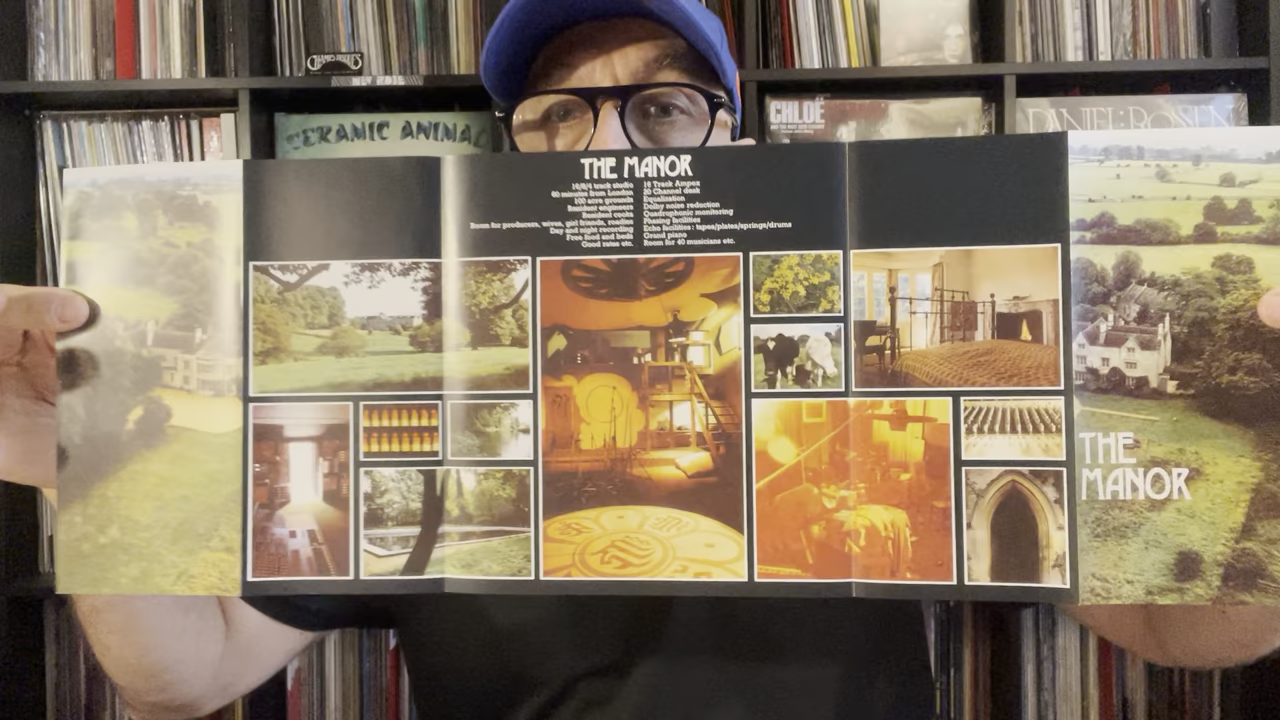 CERAMIC ANIMAL
CHLOË
DANIEL ROSSEN
THE MANOR
16/8/4 track studio
60 minutes from London
100 acre grounds
Resident engineers
Resident cooks
Room for producers, wives, girl friends, roadies
Day and night recording
Free food and beds
Good rates etc.
16 Track Ampex
20 Channel desk
Equalization
Dolby noise reduction
Quadrophonic monitoring
Phasing facilities
Echo facilities: tapes/plates/springs/drums
Grand piano
Room for 40 musicians etc.
THE
MANOR